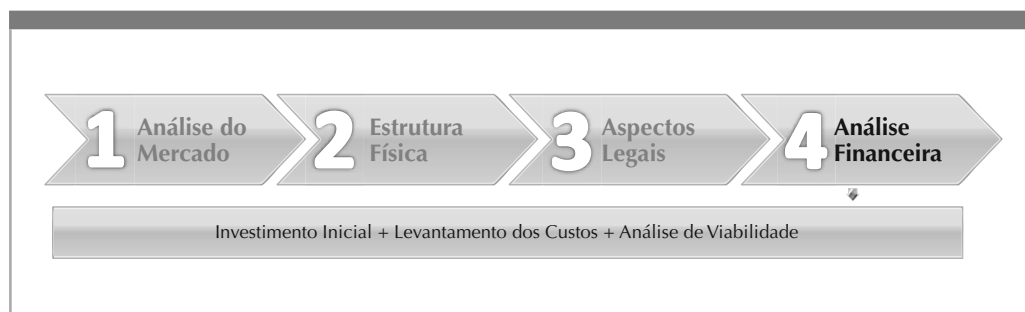 1 Análise do
Mercado
2 Estrutura
Física
3 Aspectos
Legais
4 Análise
Financeira
Investimento Inicial + Levantamento dos Custos + Análise de Viabilidade